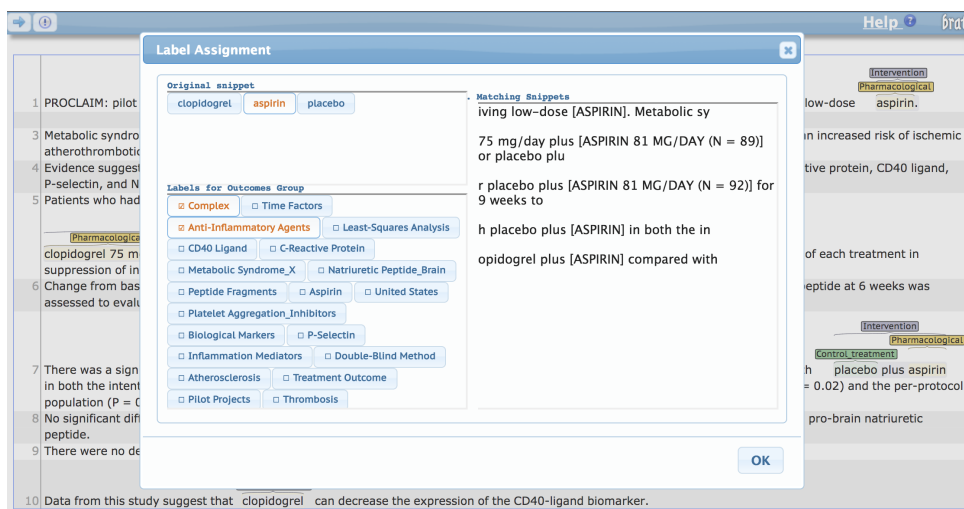 Help ?
brat
Label Assignment
Original snippet
clopidogrel aspirin placebo
Labels for Outcomes Group
Complex Time Factors
Anti-Inflammatory Agents Least-Squares Analysis
CD40 Ligand C-Reactive Protein
Metabolic Syndrome_X Natriuretic Peptide_Brain
Peptide Fragments Aspirin United States
Platelet Aggregation_Inhibitors
Biological Markers P-Selectin
Inflammation Mediators Double-Blind Method
Atherosclerosis Treatment Outcome
Pilot Projects Thrombosis
. Matching Snippets
iving low-dose [ASPIRIN]. Metabolic sy
75 mg/day plus [ASPIRIN 81 MG/DAY (N = 89)]
or placebo plu
r placebo plus [ASPIRIN 81 MG/DAY (N = 92)] for
9 weeks to
h placebo plus [ASPIRIN] in both the in
opidogrel plus [ASPIRIN] compared with
OK
Intervention
Pharmacological
1 PROCLAIM: pilot low-dose aspirin.
3 Metabolic syndro an increased risk of ischemic
atherothrombotic
4 Evidence suggest tive protein, CD40 ligand,
P-selectin, and N
5 Patients who had
Pharmacologica
clopidogrel 75 m of each treatment in
suppression of in
6 Change from bas peptide at 6 weeks was
assessed to evalu
Intervention
Pharmacological
Control_treatment
7 There was a sign h placebo plus aspirin
in both the intent = 0.02) and the per-protocol
population (P = 0
8 No significant diff pro-brain natriuretic
peptide.
9 There were no de
10 Data from this study suggest that clopidogrel can decrease the expression of the CD40-ligand biomarker.